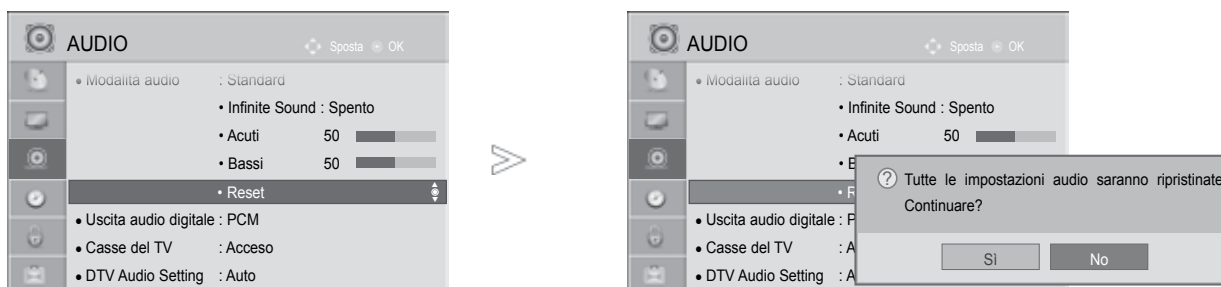 AUDIO
Sposta OK
• Modalità audio : Standard
• Infinite Sound : Spento
• Acuti 50
• Bassi 50
• Reset
• Uscita audio digitale : PCM
• Casse del TV : Acceso
• DTV Audio Setting : Auto
AUDIO
Sposta OK
• Modalità audio : Standard
• Infinite Sound : Spento
• Acuti 50
? Tutte le impostazioni audio saranno ripristinate
Continuare?
• Uscita audio digitale : P
• Casse del TV : A
Sì No
• DTV Audio Setting : A